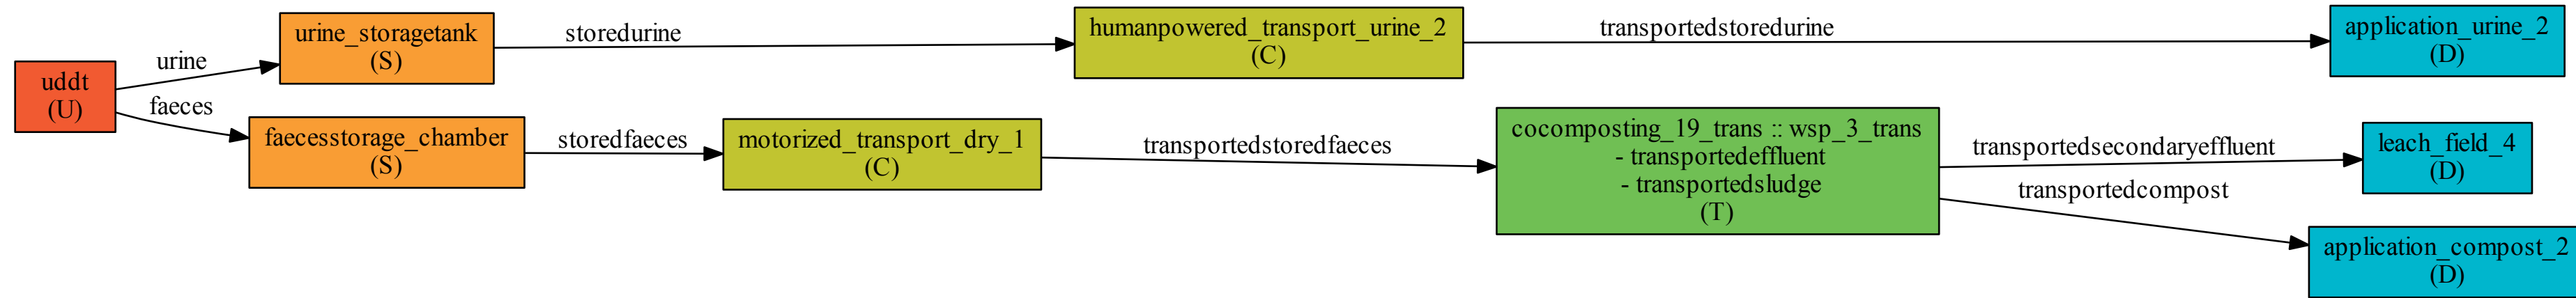 uddt
(U)
urine
faeces
urine_storagetank
(S)
faecesstorage_chamber
(S)
storedurine
storedfaeces
motorized_transport_dry_1
(C)
humanpowered_transport_urine_2
(C)
transportedstoredfaeces
transportedstoredurine
cocomposting_19_trans :: wsp_3_trans
- transportedeffluent
- transportedsludge
(T)
transportedsecondaryeffluent
transportedcompost
application_urine_2
(D)
leach_field_4
(D)
application_compost_2
(D)